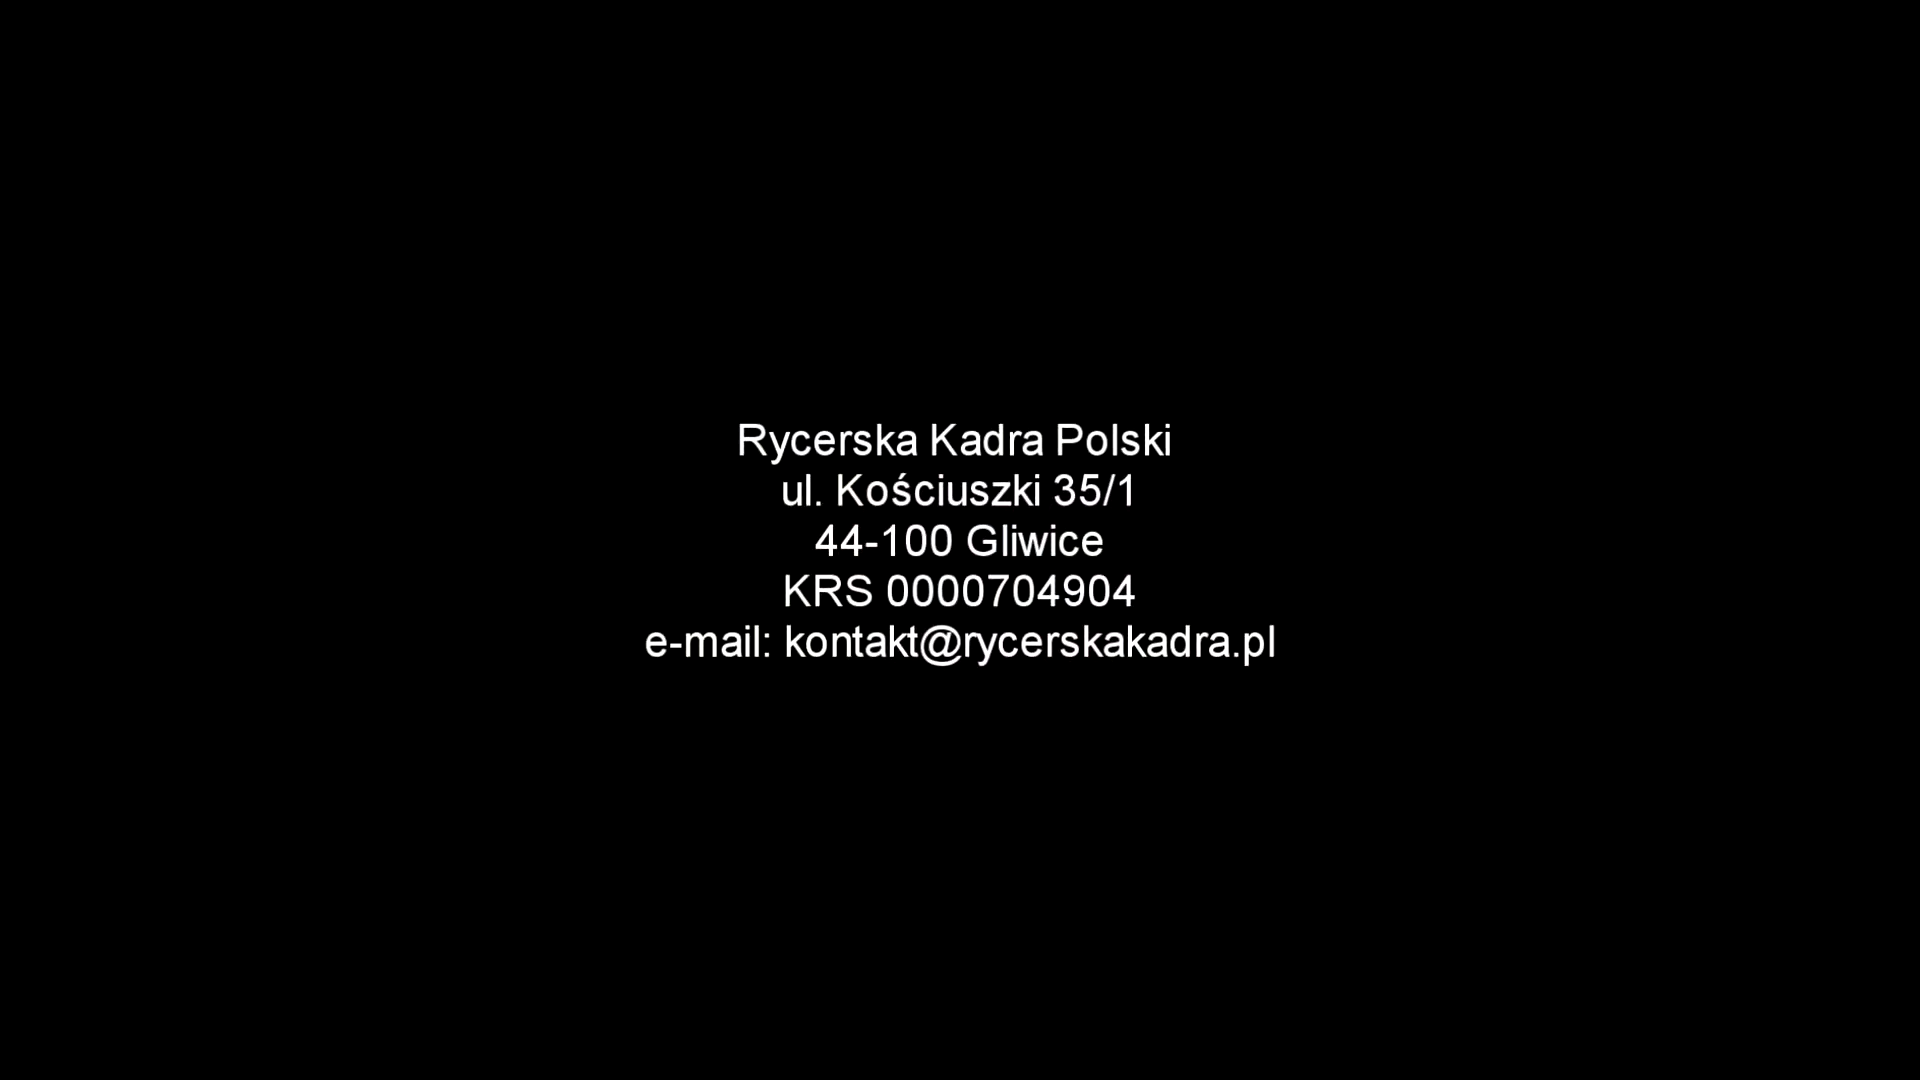 Rycerska Kadra Polski
ul. Kościuszki 35/1
44-100 Gliwice
KRS 0000704904
e-mail: kontakt@rycerskakadra.pl